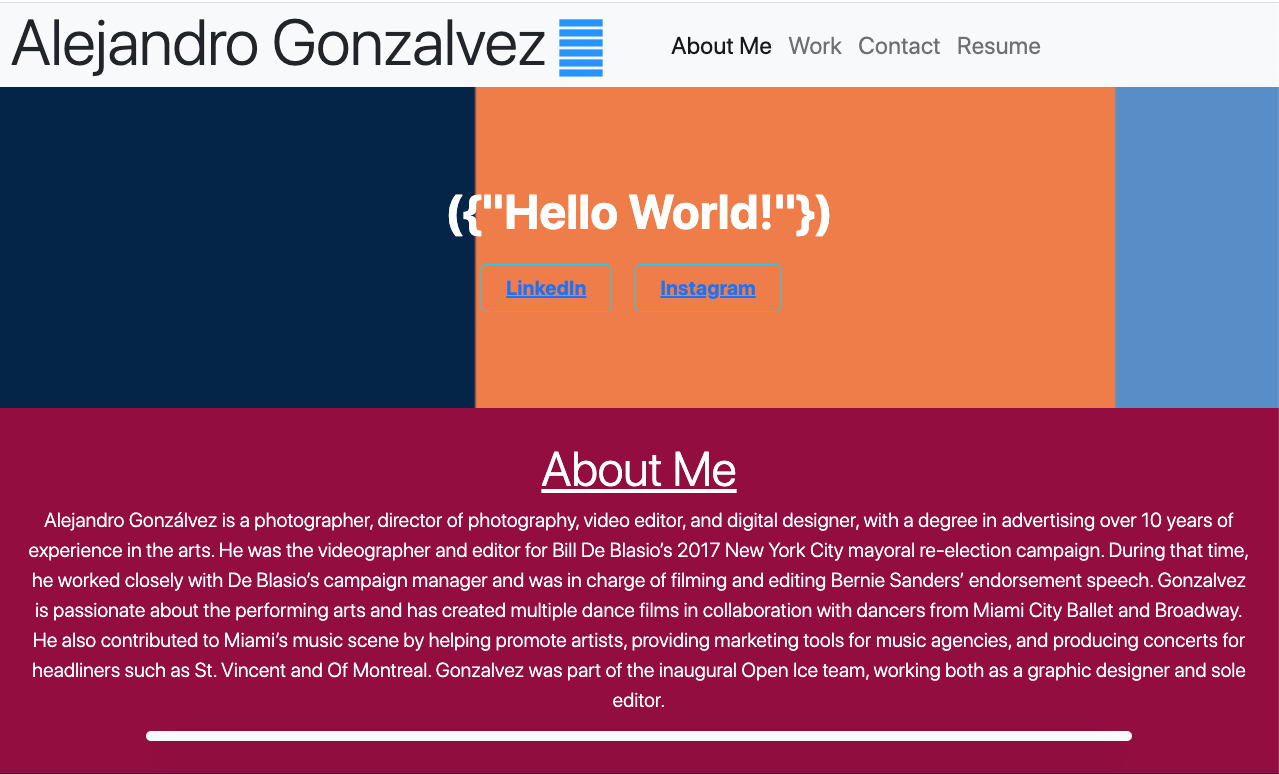 Alejandro Gonzalvez
About Me Work Contact Resume
({"Hello World!"})
LinkedIn Instagram
About Me
Alejandro Gonzálvez is a photographer, director of photography, video editor, and digital designer, with a degree in advertising over 10 years of
experience in the arts. He was the videographer and editor for Bill De Blasio’s 2017 New York City mayoral re-election campaign. During that time,
he worked closely with De Blasio’s campaign manager and was in charge of filming and editing Bernie Sanders’ endorsement speech. Gonzalvez
is passionate about the performing arts and has created multiple dance films in collaboration with dancers from Miami City Ballet and Broadway.
He also contributed to Miami’s music scene by helping promote artists, providing marketing tools for music agencies, and producing concerts for
headliners such as St. Vincent and Of Montreal. Gonzalvez was part of the inaugural Open Ice team, working both as a graphic designer and sole
editor.